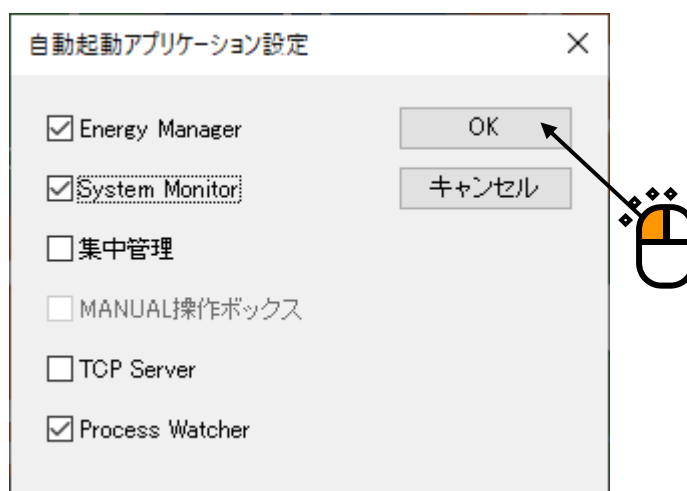 自動起動アプリケーション設定
Energy Manager
OK
System Monitor
キャンセル
集中管理
MANUAL操作ボックス
TCP Server
Process Watcher